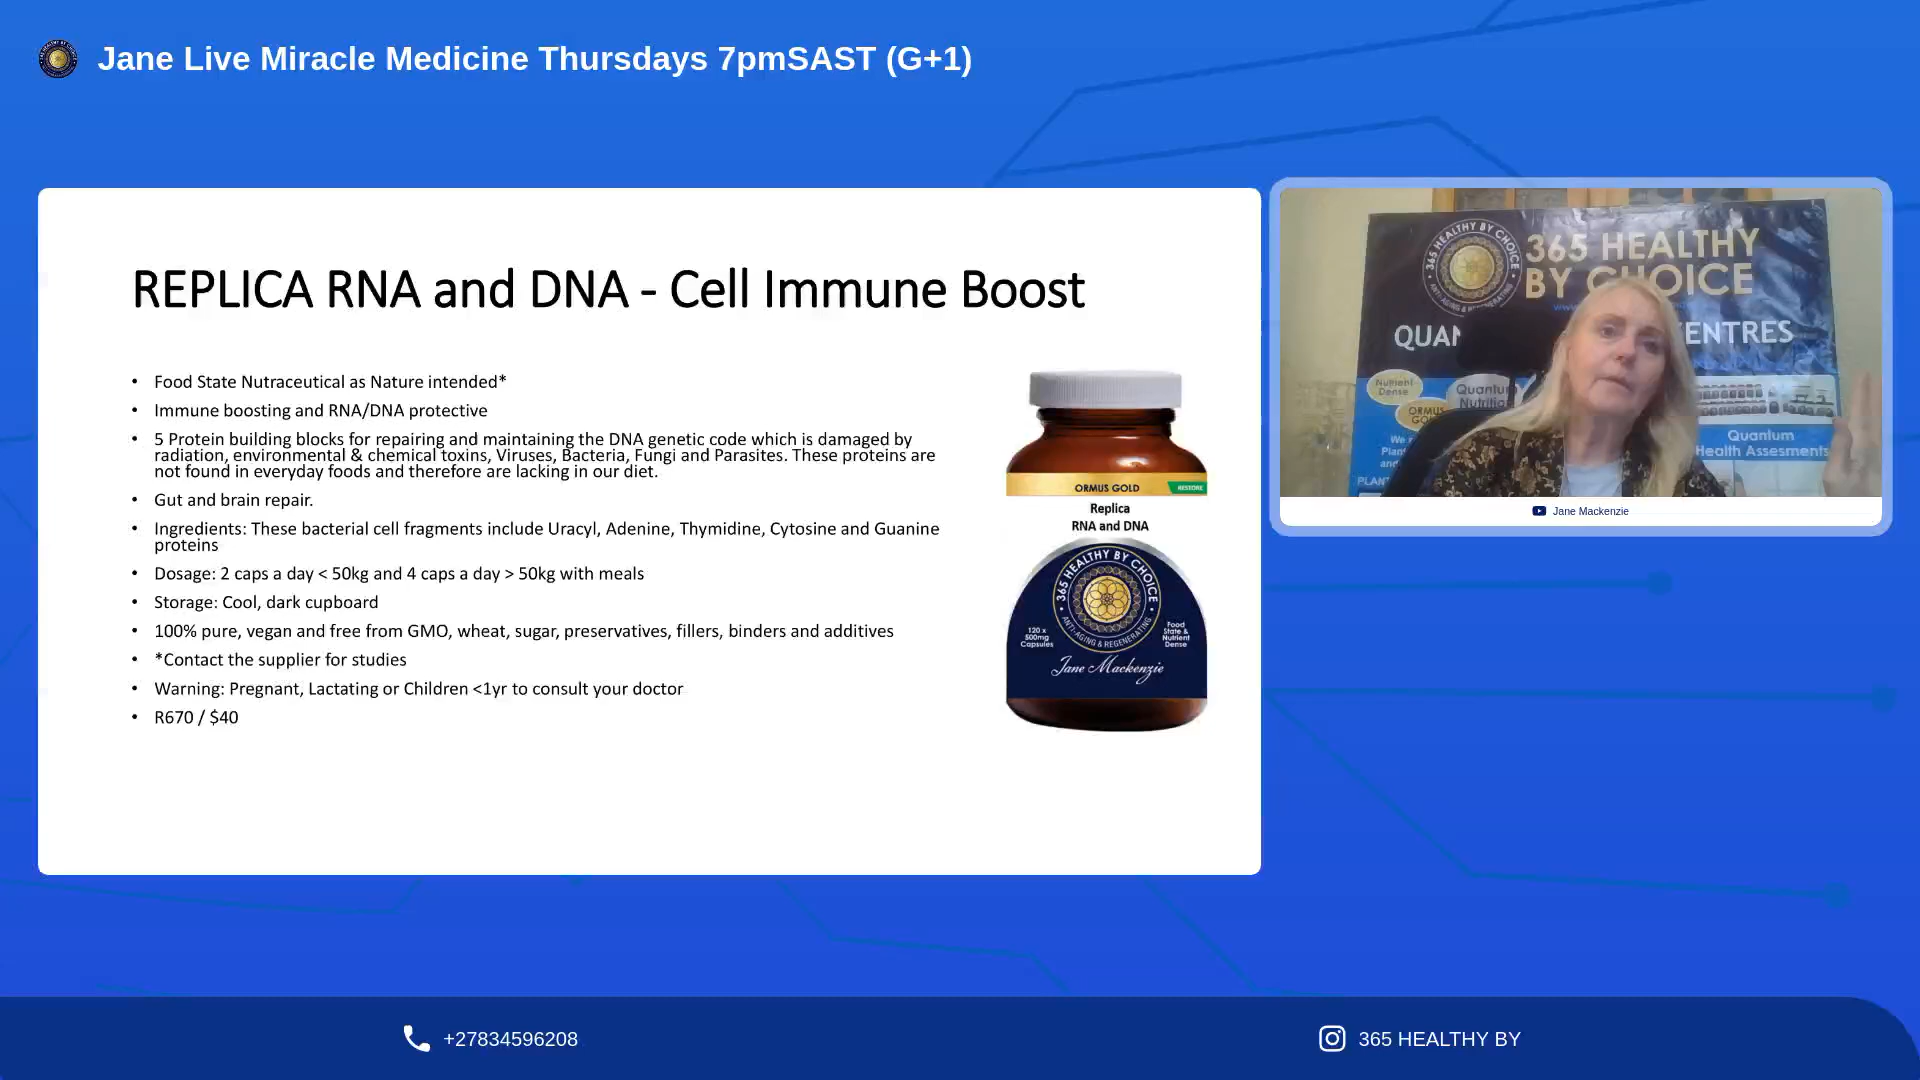 Jane Live Miracle Medicine Thursdays 7pmSAST (G+1)
REPLICA RNA and DNA - Cell Immune Boost
• Food State Nutraceutical as Nature intended*
• Immune boosting and RNA/DNA protective
• 5 Protein building blocks for repairing and maintaining the DNA genetic code which is damaged by
radiation, environmental & chemical toxins, Viruses, Bacteria, Fungi and Parasites. These proteins are
not found in everyday foods and therefore are lacking in our diet.
• Gut and brain repair.
• Ingredients: These bacterial cell fragments include Uracyl, Adenine, Thymidine, Cytosine and Guanine
proteins
• Dosage: 2 caps a day < 50kg and 4 caps a day > 50kg with meals
• Storage: Cool, dark cupboard
• 100% pure, vegan and free from GMO, wheat, sugar, preservatives, fillers, binders and additives
• *Contact the supplier for studies
• Warning: Pregnant, Lactating or Children <1yr to consult your doctor
• R670 / $40
ORMUS GOLD
RESTORE
Replica
RNA and DNA
365 HEALTHY BY CHOICE
ANTI-AGING & REGENERATING
120 x
500mg
Capsules
Food
State &
Nutrient
Dense
Jane Mackenzie
365 HEALTHY BY CHOICE
365 HEALTHY
BY CHOICE
QUAN
ENTRES
Nutrient
Dense
Quantum
Nutrition
ORMUS
Quantum
Health Assesments
Jane Mackenzie
+27834596208
365 HEALTHY BY